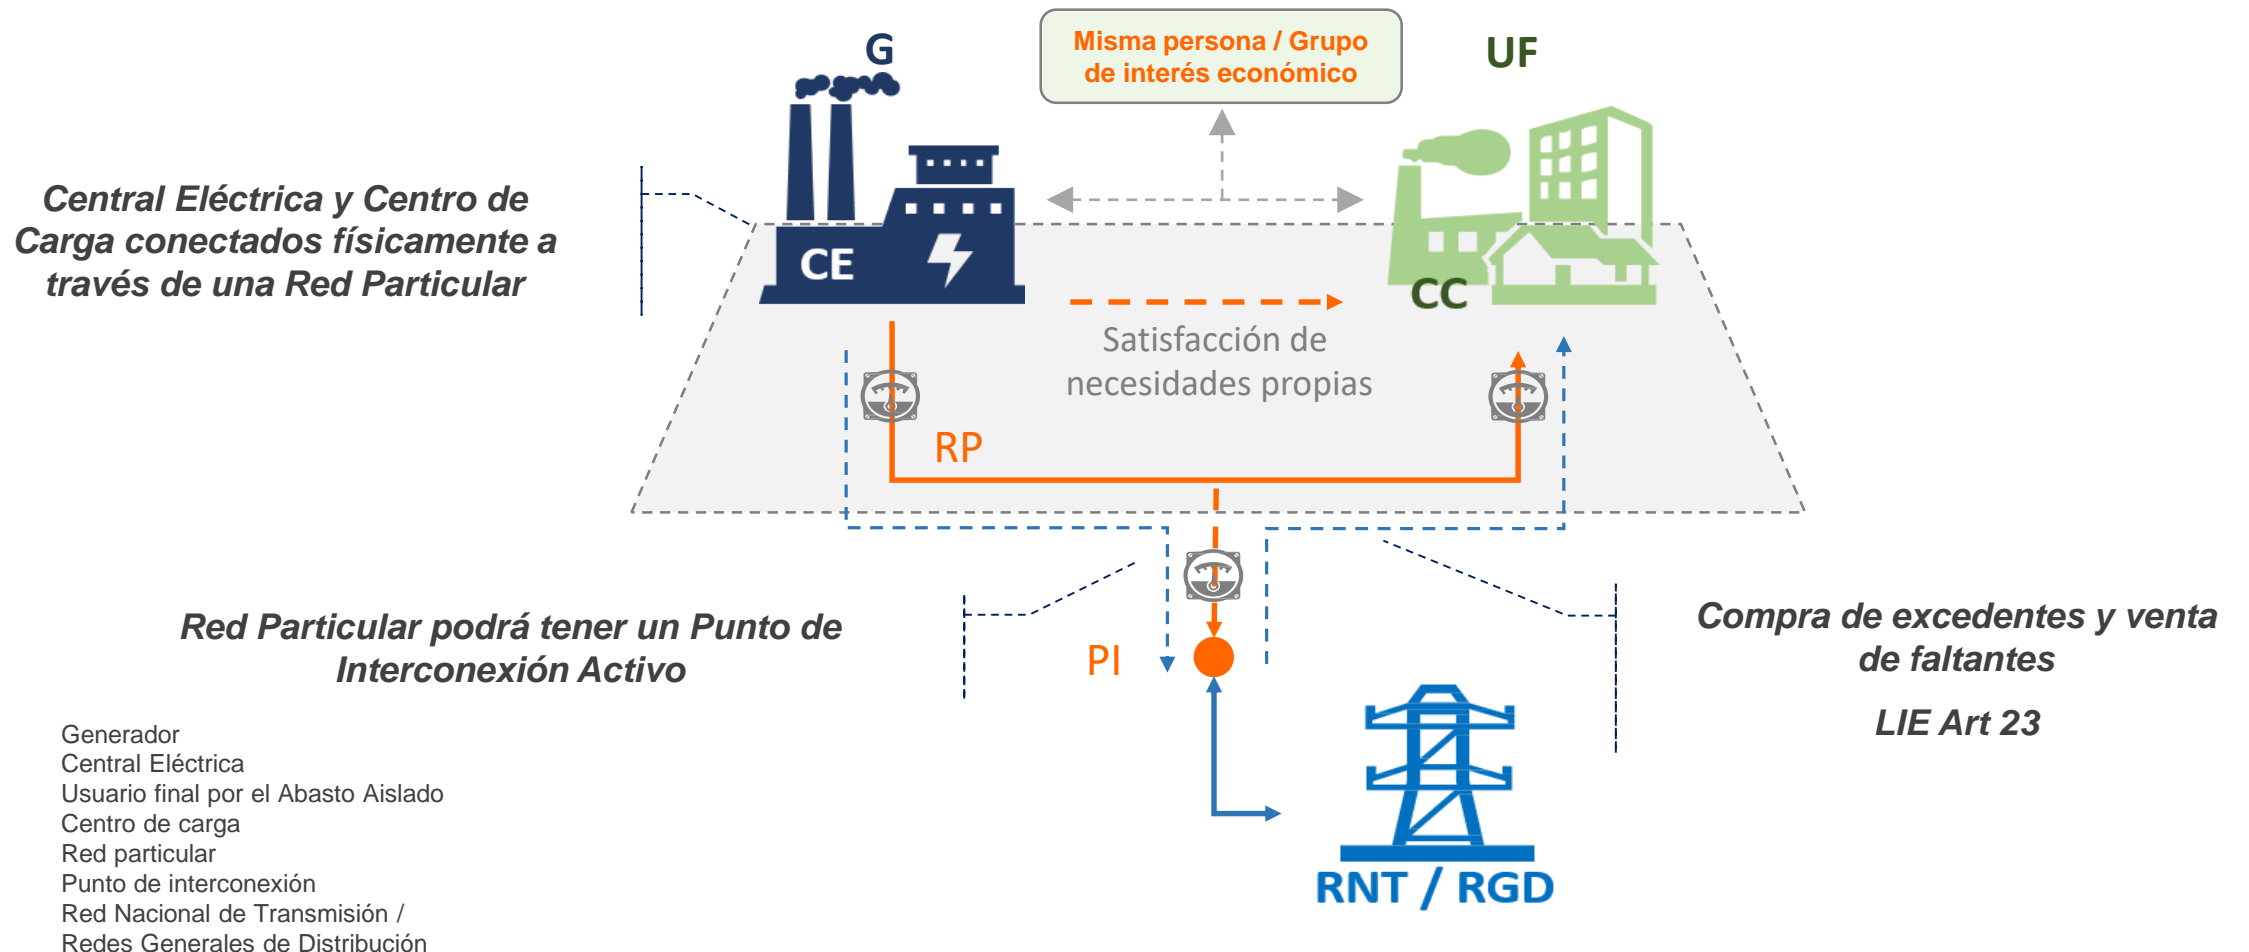 G
Misma persona / Grupo
de interés económico
UF
Central Eléctrica y Centro de
Carga conectados físicamente a
través de una Red Particular
CE
CC
Satisfacción de
necesidades propias
RP
Red Particular podrá tener un Punto de
Interconexión Activo
PI
Compra de excedentes y venta
de faltantes
LIE Art 23
Generador
Central Eléctrica
Usuario final por el Abasto Aislado
Centro de carga
Red particular
Punto de interconexión
Red Nacional de Transmisión /
Redes Generales de Distribución
RNT / RGD